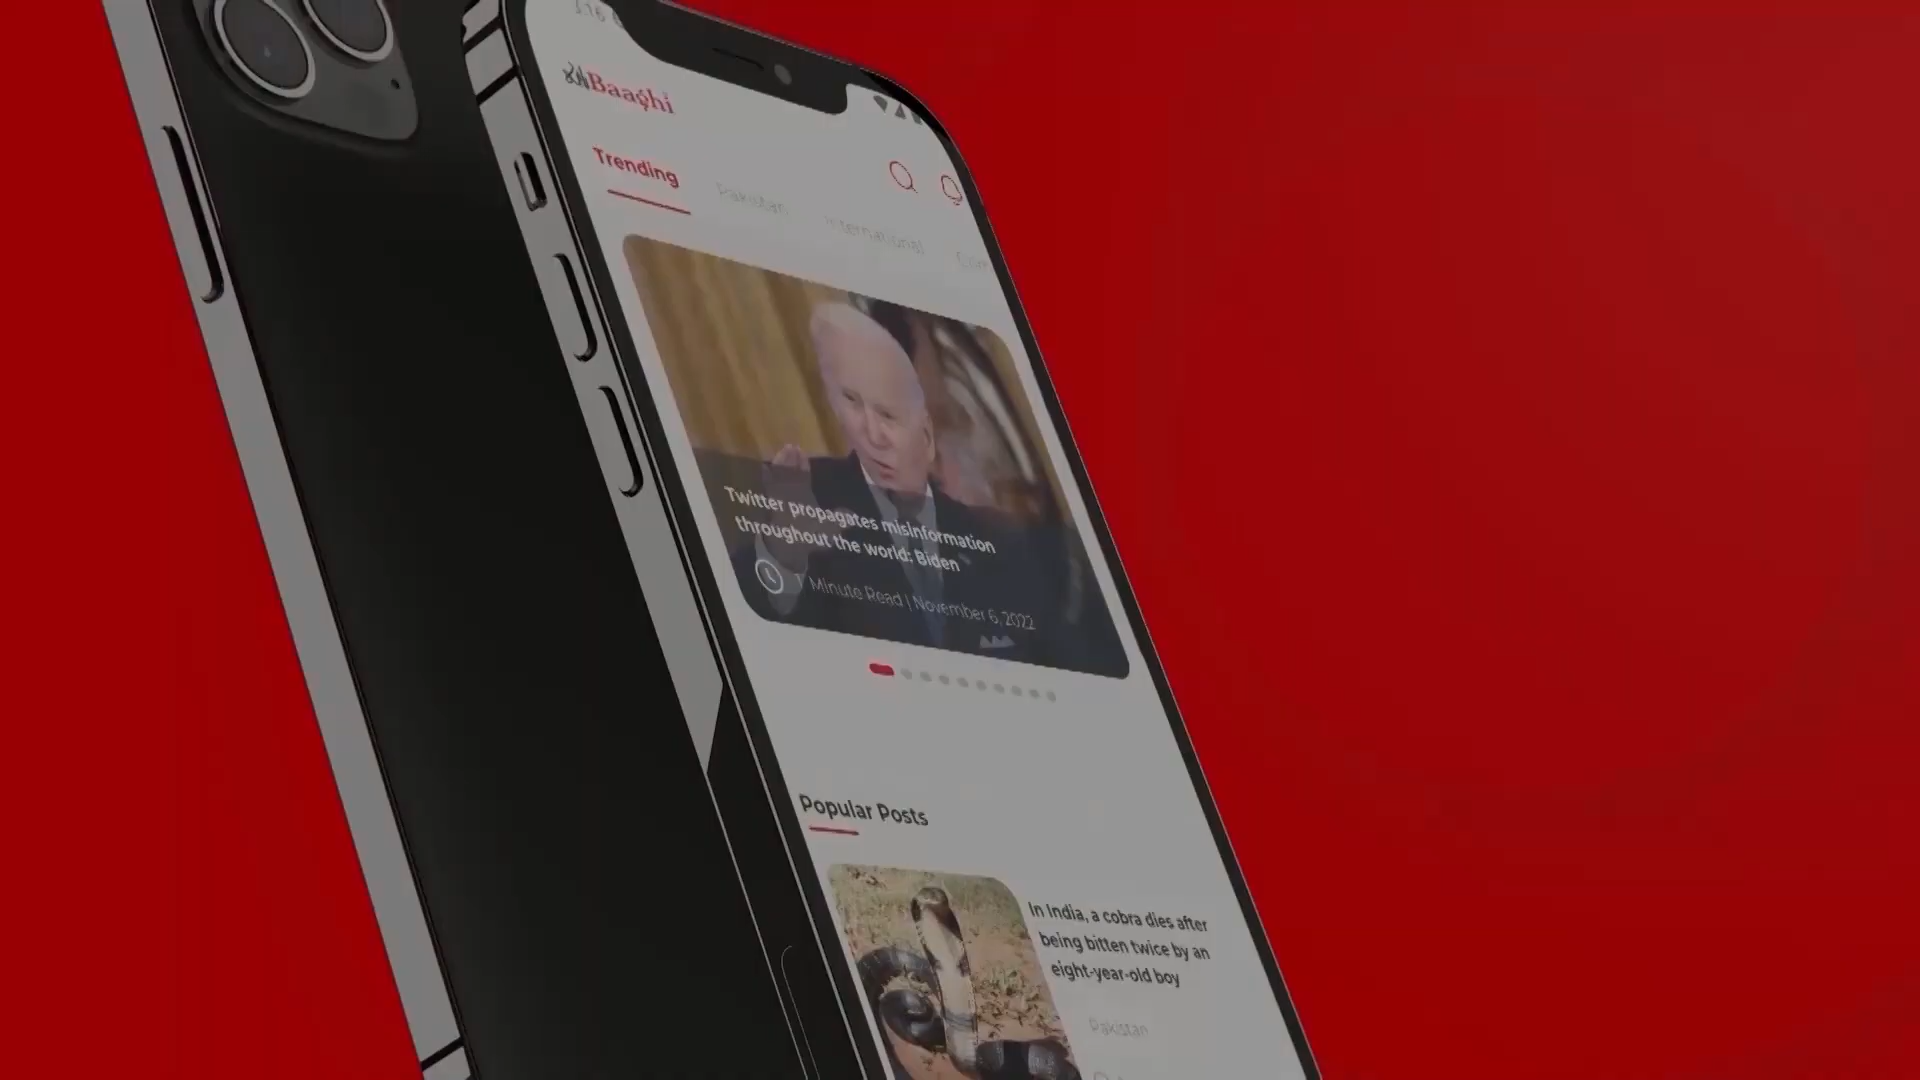 Baaghi
Trending
Pakistan
International
Twitter propagates misinformation
throughout the world: Biden
1 Minute Read | November 6, 2022
Popular Posts
In India, a cobra dies after
being bitten twice by an
eight-year-old boy
Pakistan